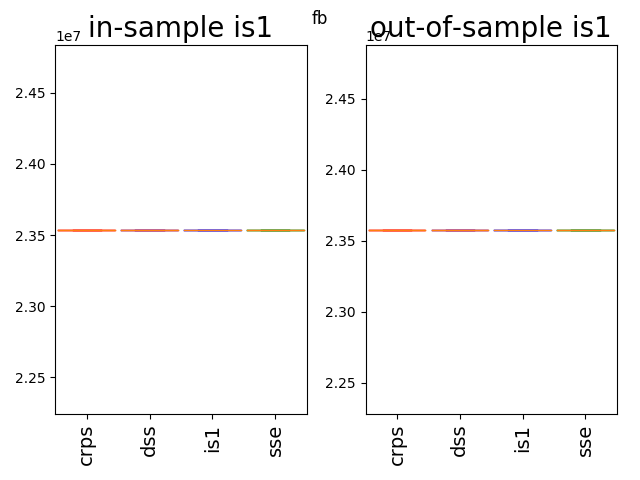 fb
in-sample is1
1e7
2.45
2.40
2.35
2.30
2.25
crps
dss
is1
sse
out-of-sample is1
1e7
2.45
2.40
2.35
2.30
2.25
crps
dss
is1
sse